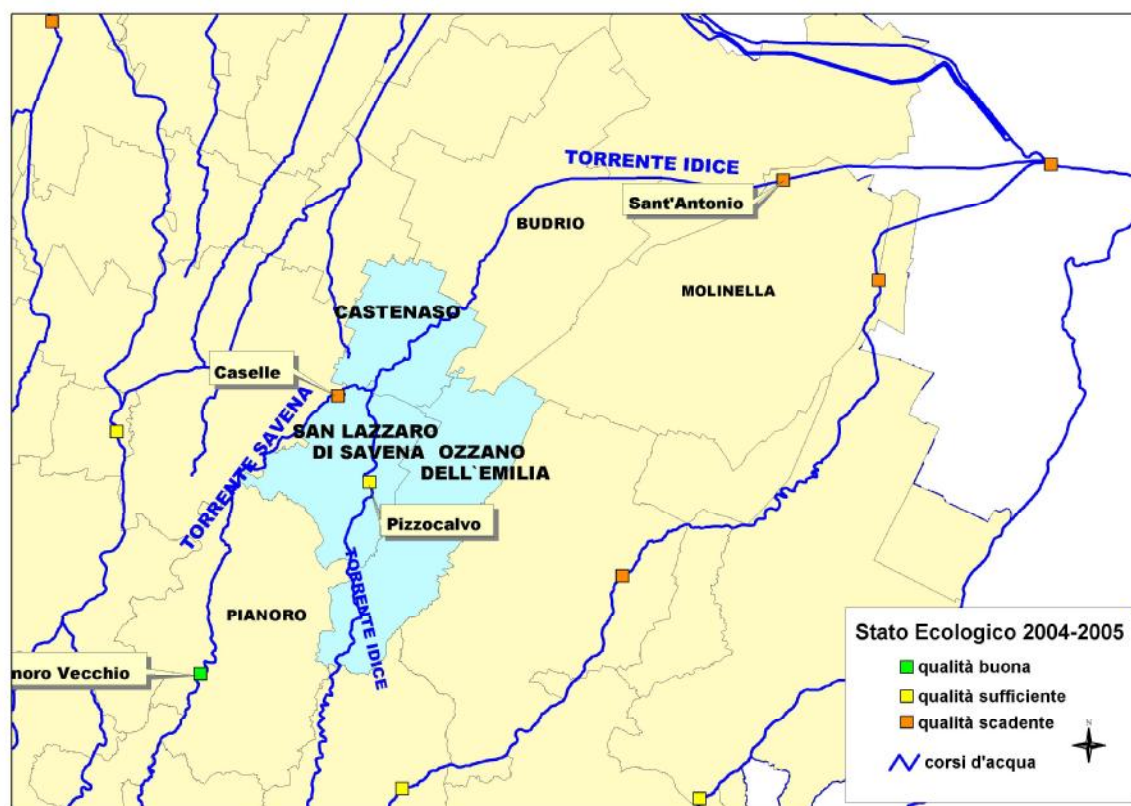 TORRENTE IDICE
Sant'Antonio
BUDRIO
MOLINELLA
CASTENASO
Caselle
TORRENTE SAVENA
SAN LAZZARO
DI SAVENA
OZZANO
DELL`EMILIA
Pizzocalvo
TORRENTE IDICE
PIANORO
noro Vecchio
Stato Ecologico 2004-2005
qualità buona
qualità sufficiente
qualità scadente
corsi d'acqua
N